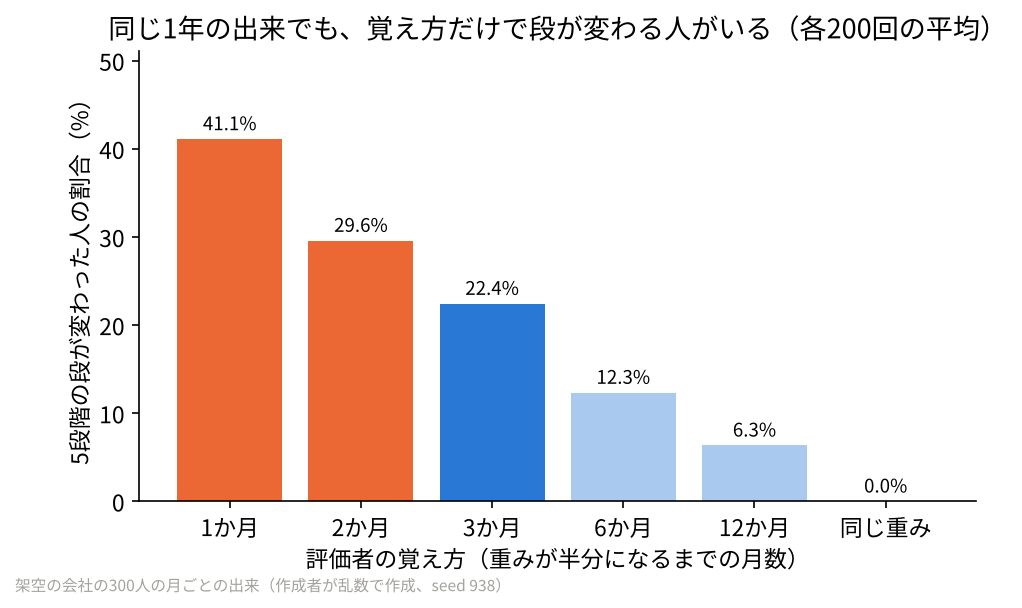 同じ1年の出来でも、覚え方だけで段が変わる人がいる（各200回の平均）
5段階の段が変わった人の割合（%）
50
40
30
20
10
0
41.1%
29.6%
22.4%
12.3%
6.3%
0.0%
1か月
2か月
3か月
6か月
12か月
同じ重み
評価者の覚え方（重みが半分になるまでの月数）
架空の会社の300人の月ごとの出来（作成者が乱数で作成、seed 938）